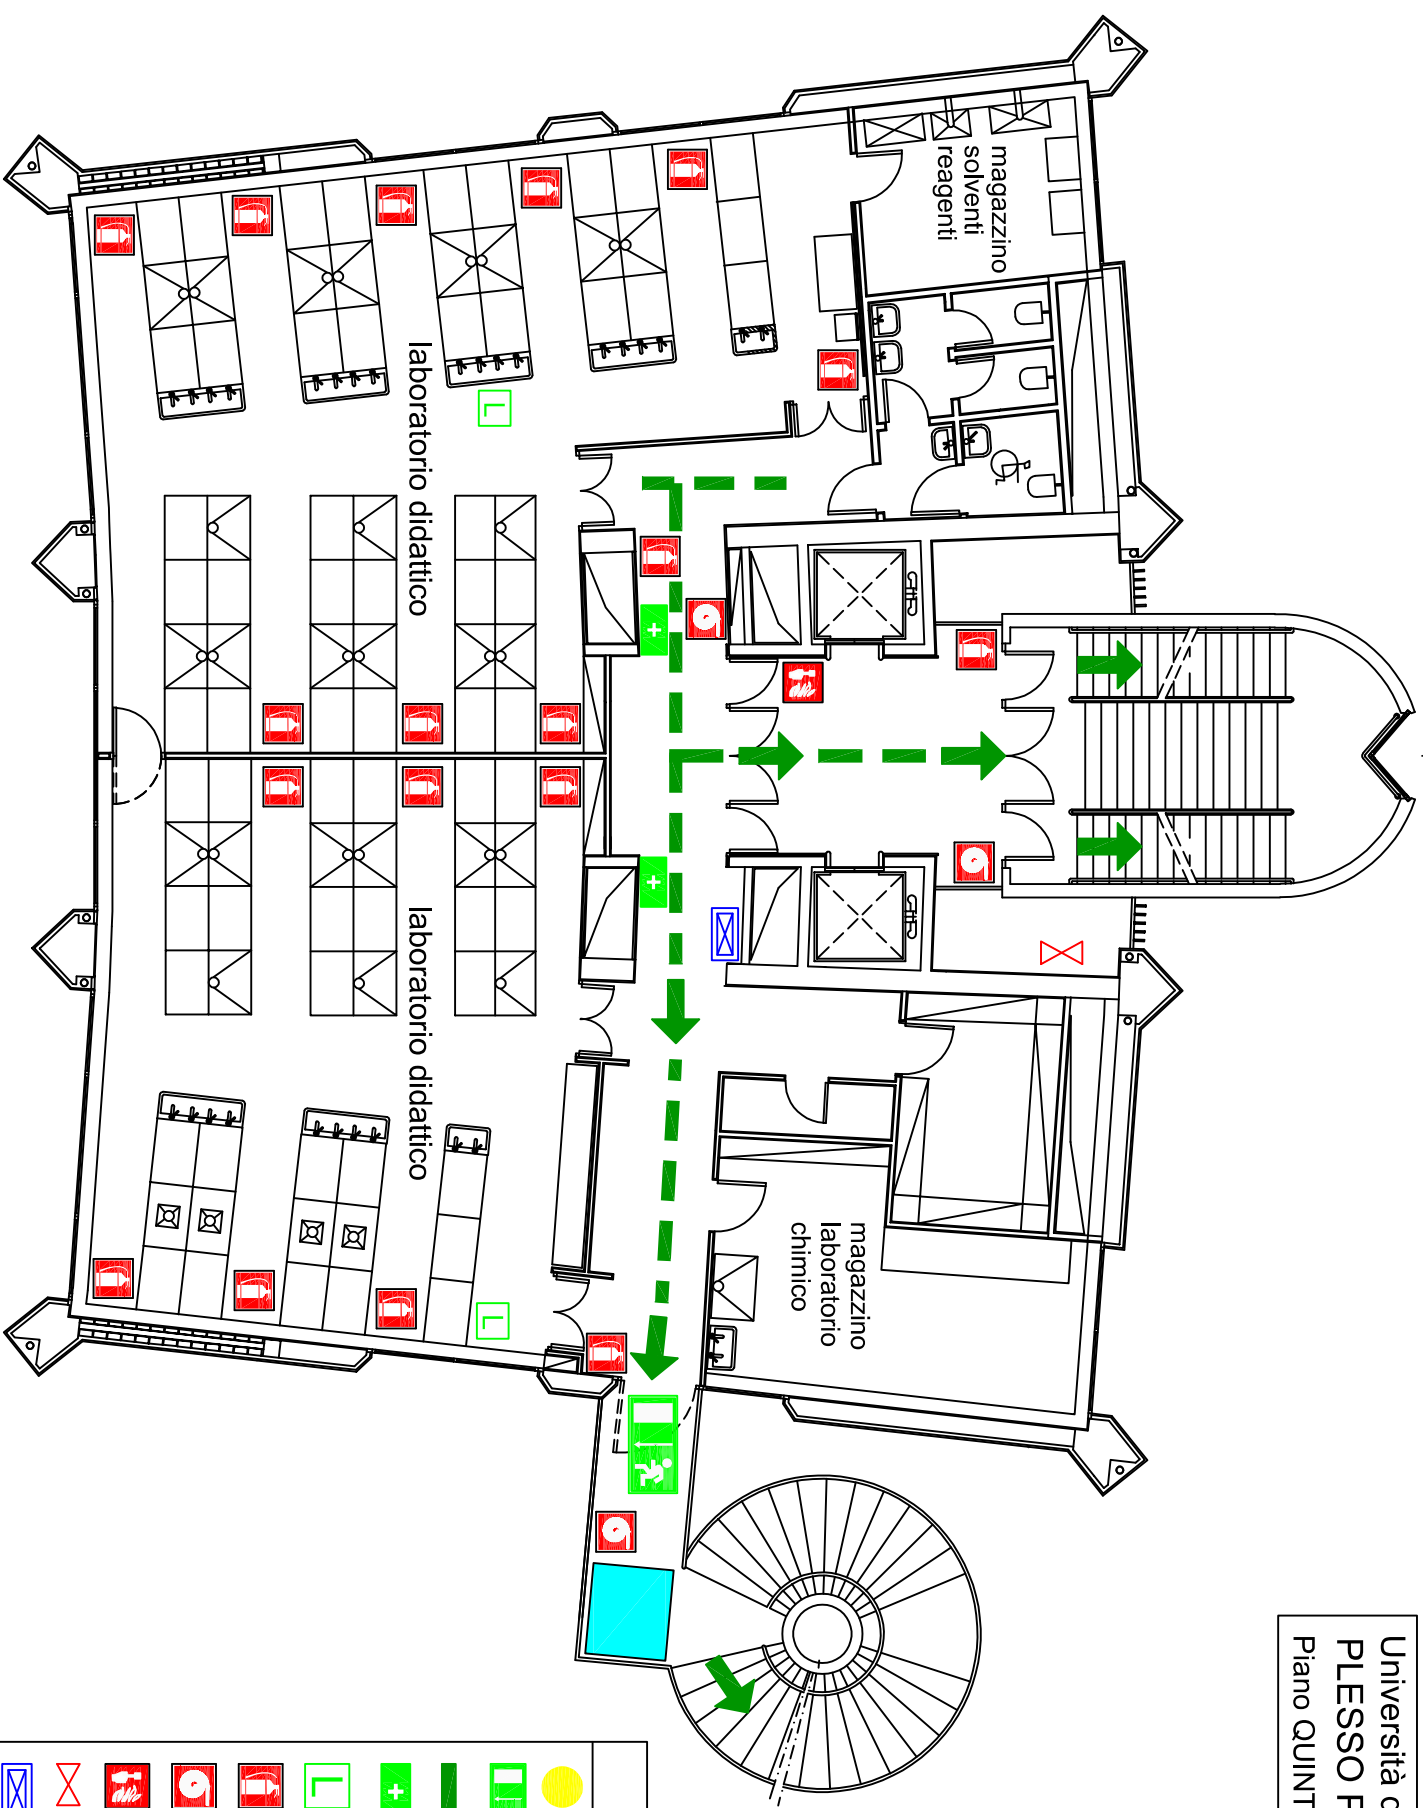 magazzino
solventi
reagenti
laboratorio didattico
L
laboratorio didattico
magazzino
laboratorio
chimico
L
Università
PLESSO
Piano QUINT
L